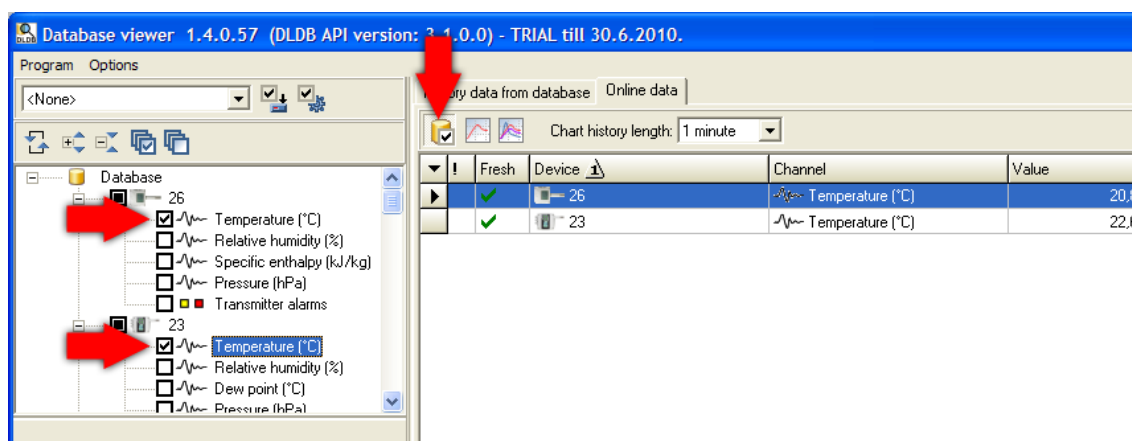 Database viewer 1.4.0.57 (DLDB API version: 3.1.0.0) - TRIAL till 30.6.2010.
Program Options
<None>
data from database Online data
Chart history length: 1 minute
Database
26
Temperature (°C)
Relative humidity (%)
Specific enthalpy (kJ/kg)
Pressure (hPa)
Transmitter alarms
23
Temperature (°C)
Relative humidity (%)
Dew point (°C)
Pressure (hPa)
! Fresh Device 1 Channel Value
26 Temperature (°C) 20,
23 Temperature (°C) 22,